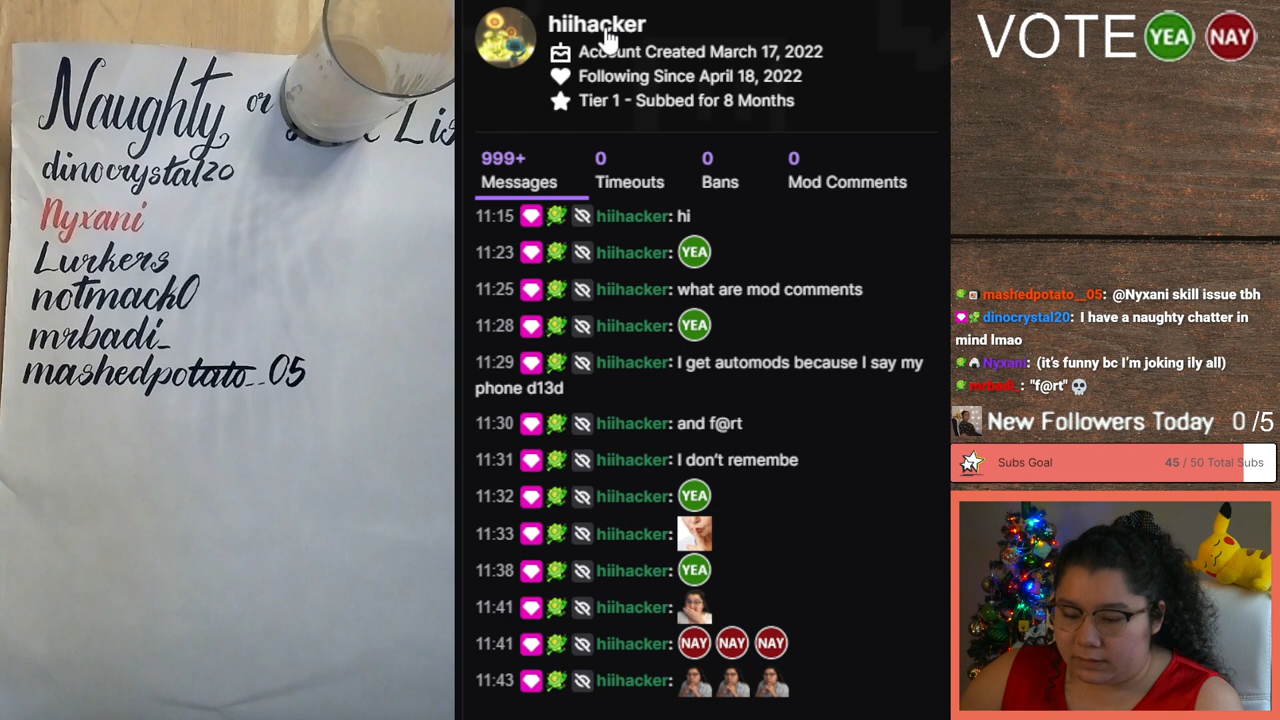 Naughty or List
dinocrystal20
Nyxani
Lurkers
notmack0
mrbadi_
mashedpotato_05
hiihacker
Account Created March 17, 2022
Following Since April 18, 2022
Tier 1 - Subbed for 8 Months
999+ 0 0 0
Messages Timeouts Bans Mod Comments
11:15 hiihacker: hi
11:23 hiihacker: YEA
11:25 hiihacker: what are mod comments
11:28 hiihacker: YEA
11:29 hiihacker: I get automods because I say my
phone d13d
11:30 hiihacker: and f@rt
11:31 hiihacker: I don't remembe
11:32 hiihacker: YEA
11:33 hiihacker:
11:38 hiihacker: YEA
11:41 hiihacker:
11:41 hiihacker: NAY NAY NAY
11:43 hiihacker:
VOTE YEA NAY
mashedpotato__05: @Nyxani skill issue tbh
dinocrystal20: I have a naughty chatter in
mind lmao
Nyxani: (it's funny bc I'm joking ily all)
mrbadi_: "f@rt"
New Followers Today 0 /5
Subs Goal 45 / 50 Total Subs